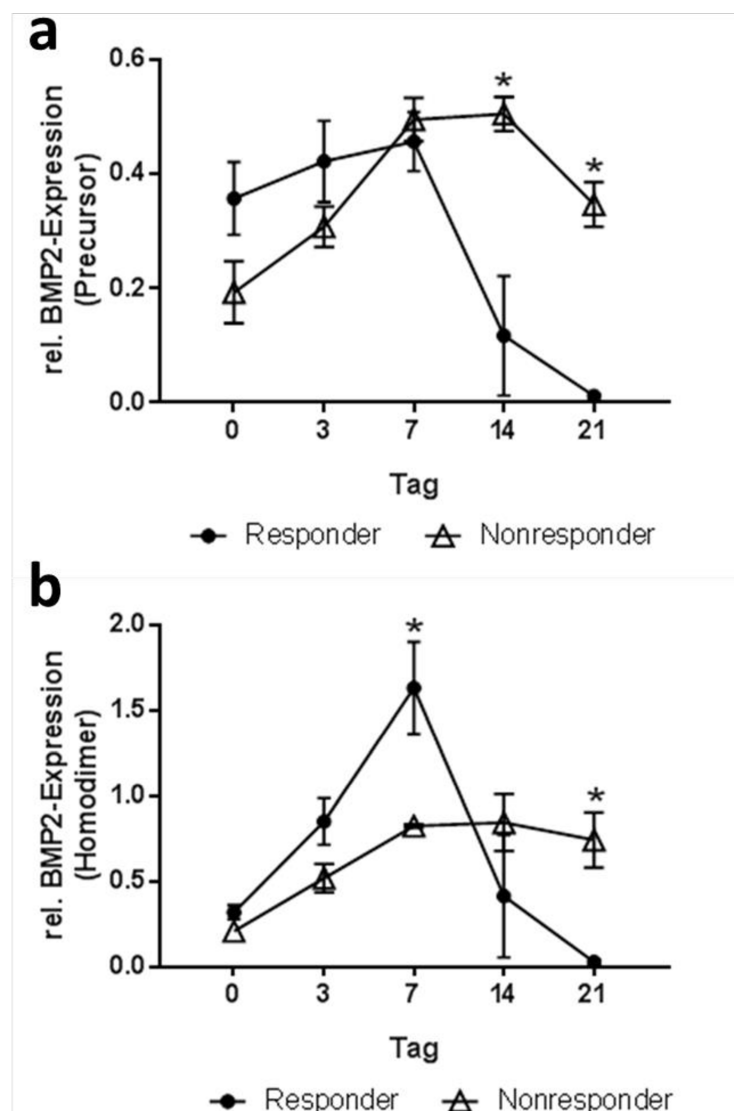 a
rel. BMP2-Expression
(Precursor)
0.6
*
*
0.4
0.2
0.0
0 3 7 14 21
Tag
Responder Nonresponder
b
rel. BMP2-Expression
(Homodimer)
2.0
*
1.5
1.0
*
0.5
0.0
0 3 7 14 21
Tag
Responder Nonresponder